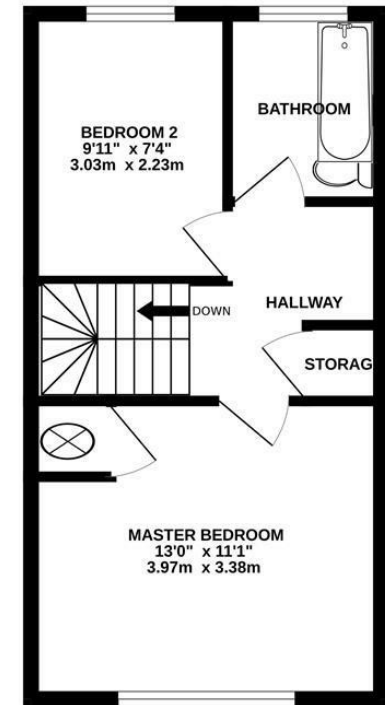 BATHROOM
BEDROOM 2
9'11" x 7'4"
3.03m x 2.23m
HALLWAY
DOWN
STORAG
MASTER BEDROOM
13'0" x 11'1"
3.97m x 3.38m